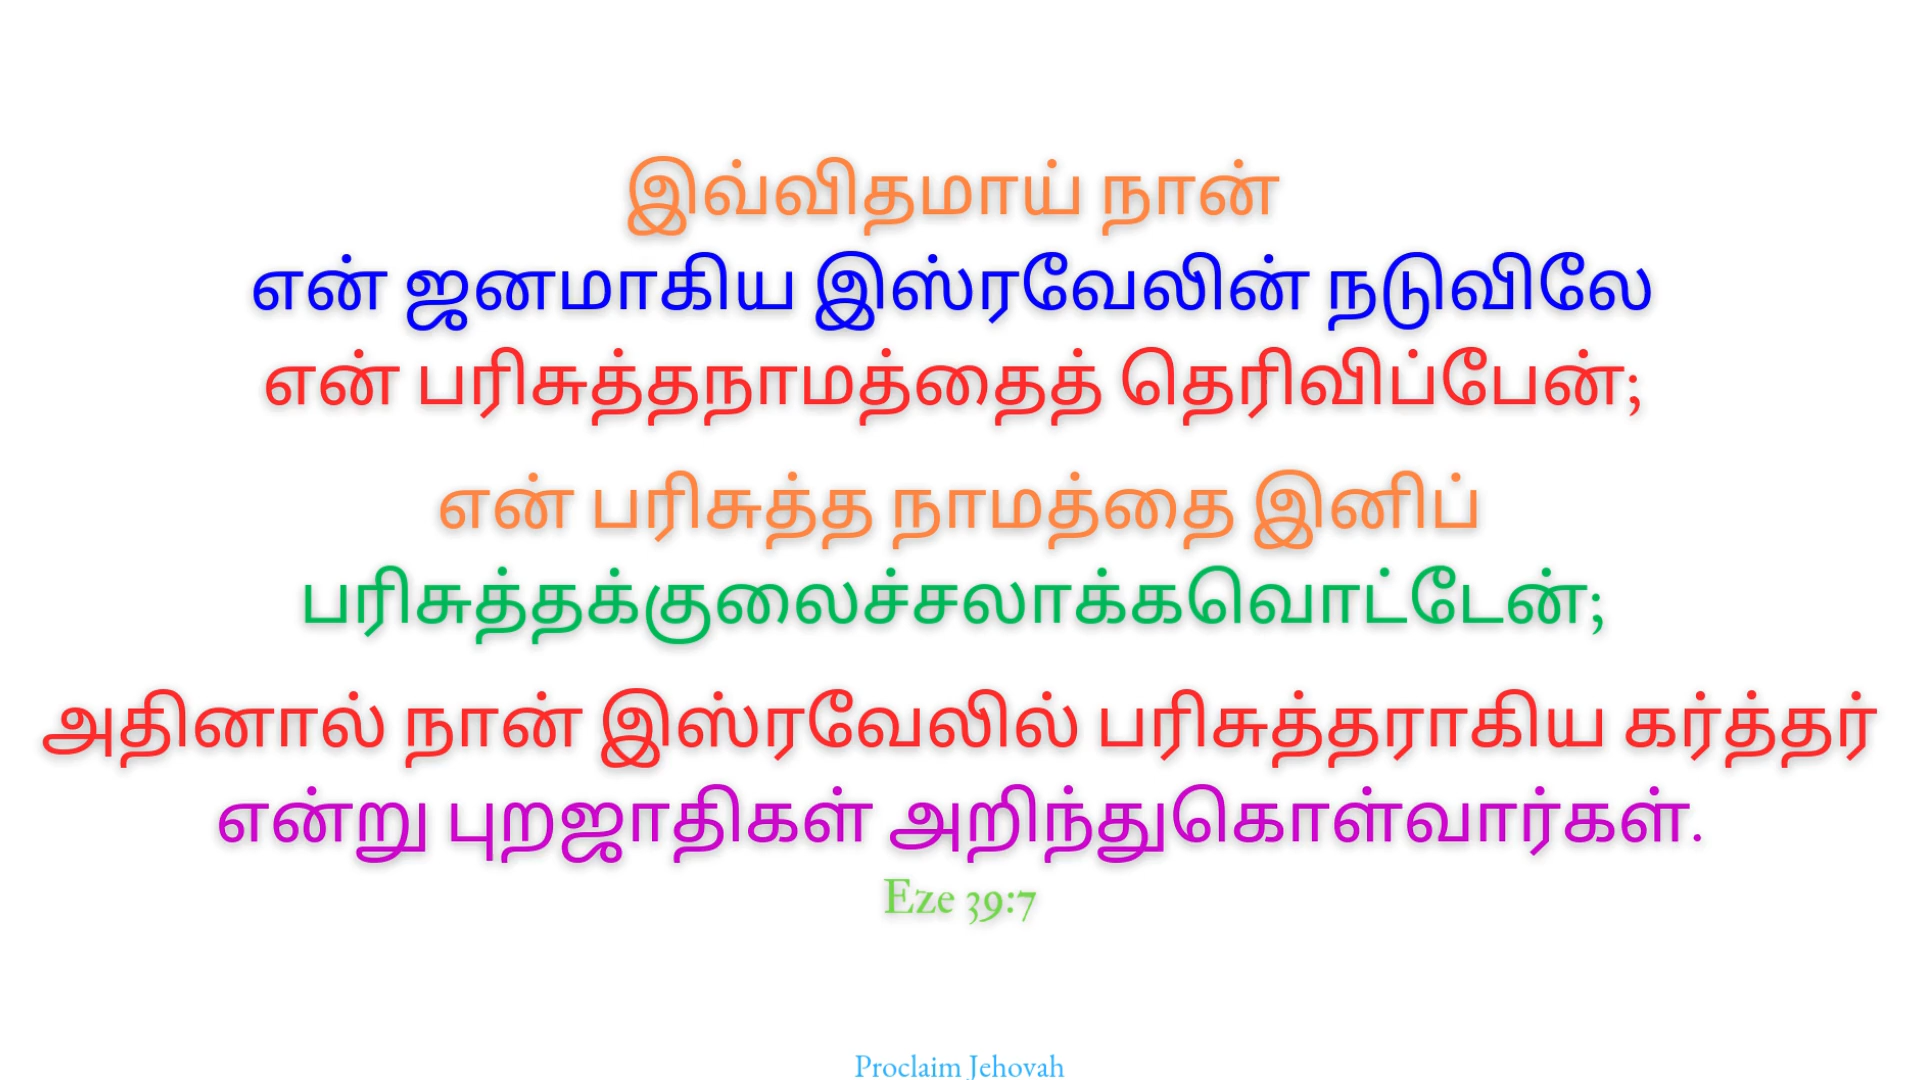 இவ்விதமாய் நான்
என் ஜனமாகிய இஸ்ரவேலின் நடுவிலே
என் பரிசுத்தநாமத்தைத் தெரிவிப்பேன்;
என் பரிசுத்த நாமத்தை இனிப்
பரிசுத்தக்குலைச்சலாக்கவொட்டேன்;
அதினால் நான் இஸ்ரவேலில் பரிசுத்தராகிய கர்த்தர்
என்று புறஜாதிகள் அறிந்துகொள்வார்கள்.
Eze 39:7
Proclaim Jehovah